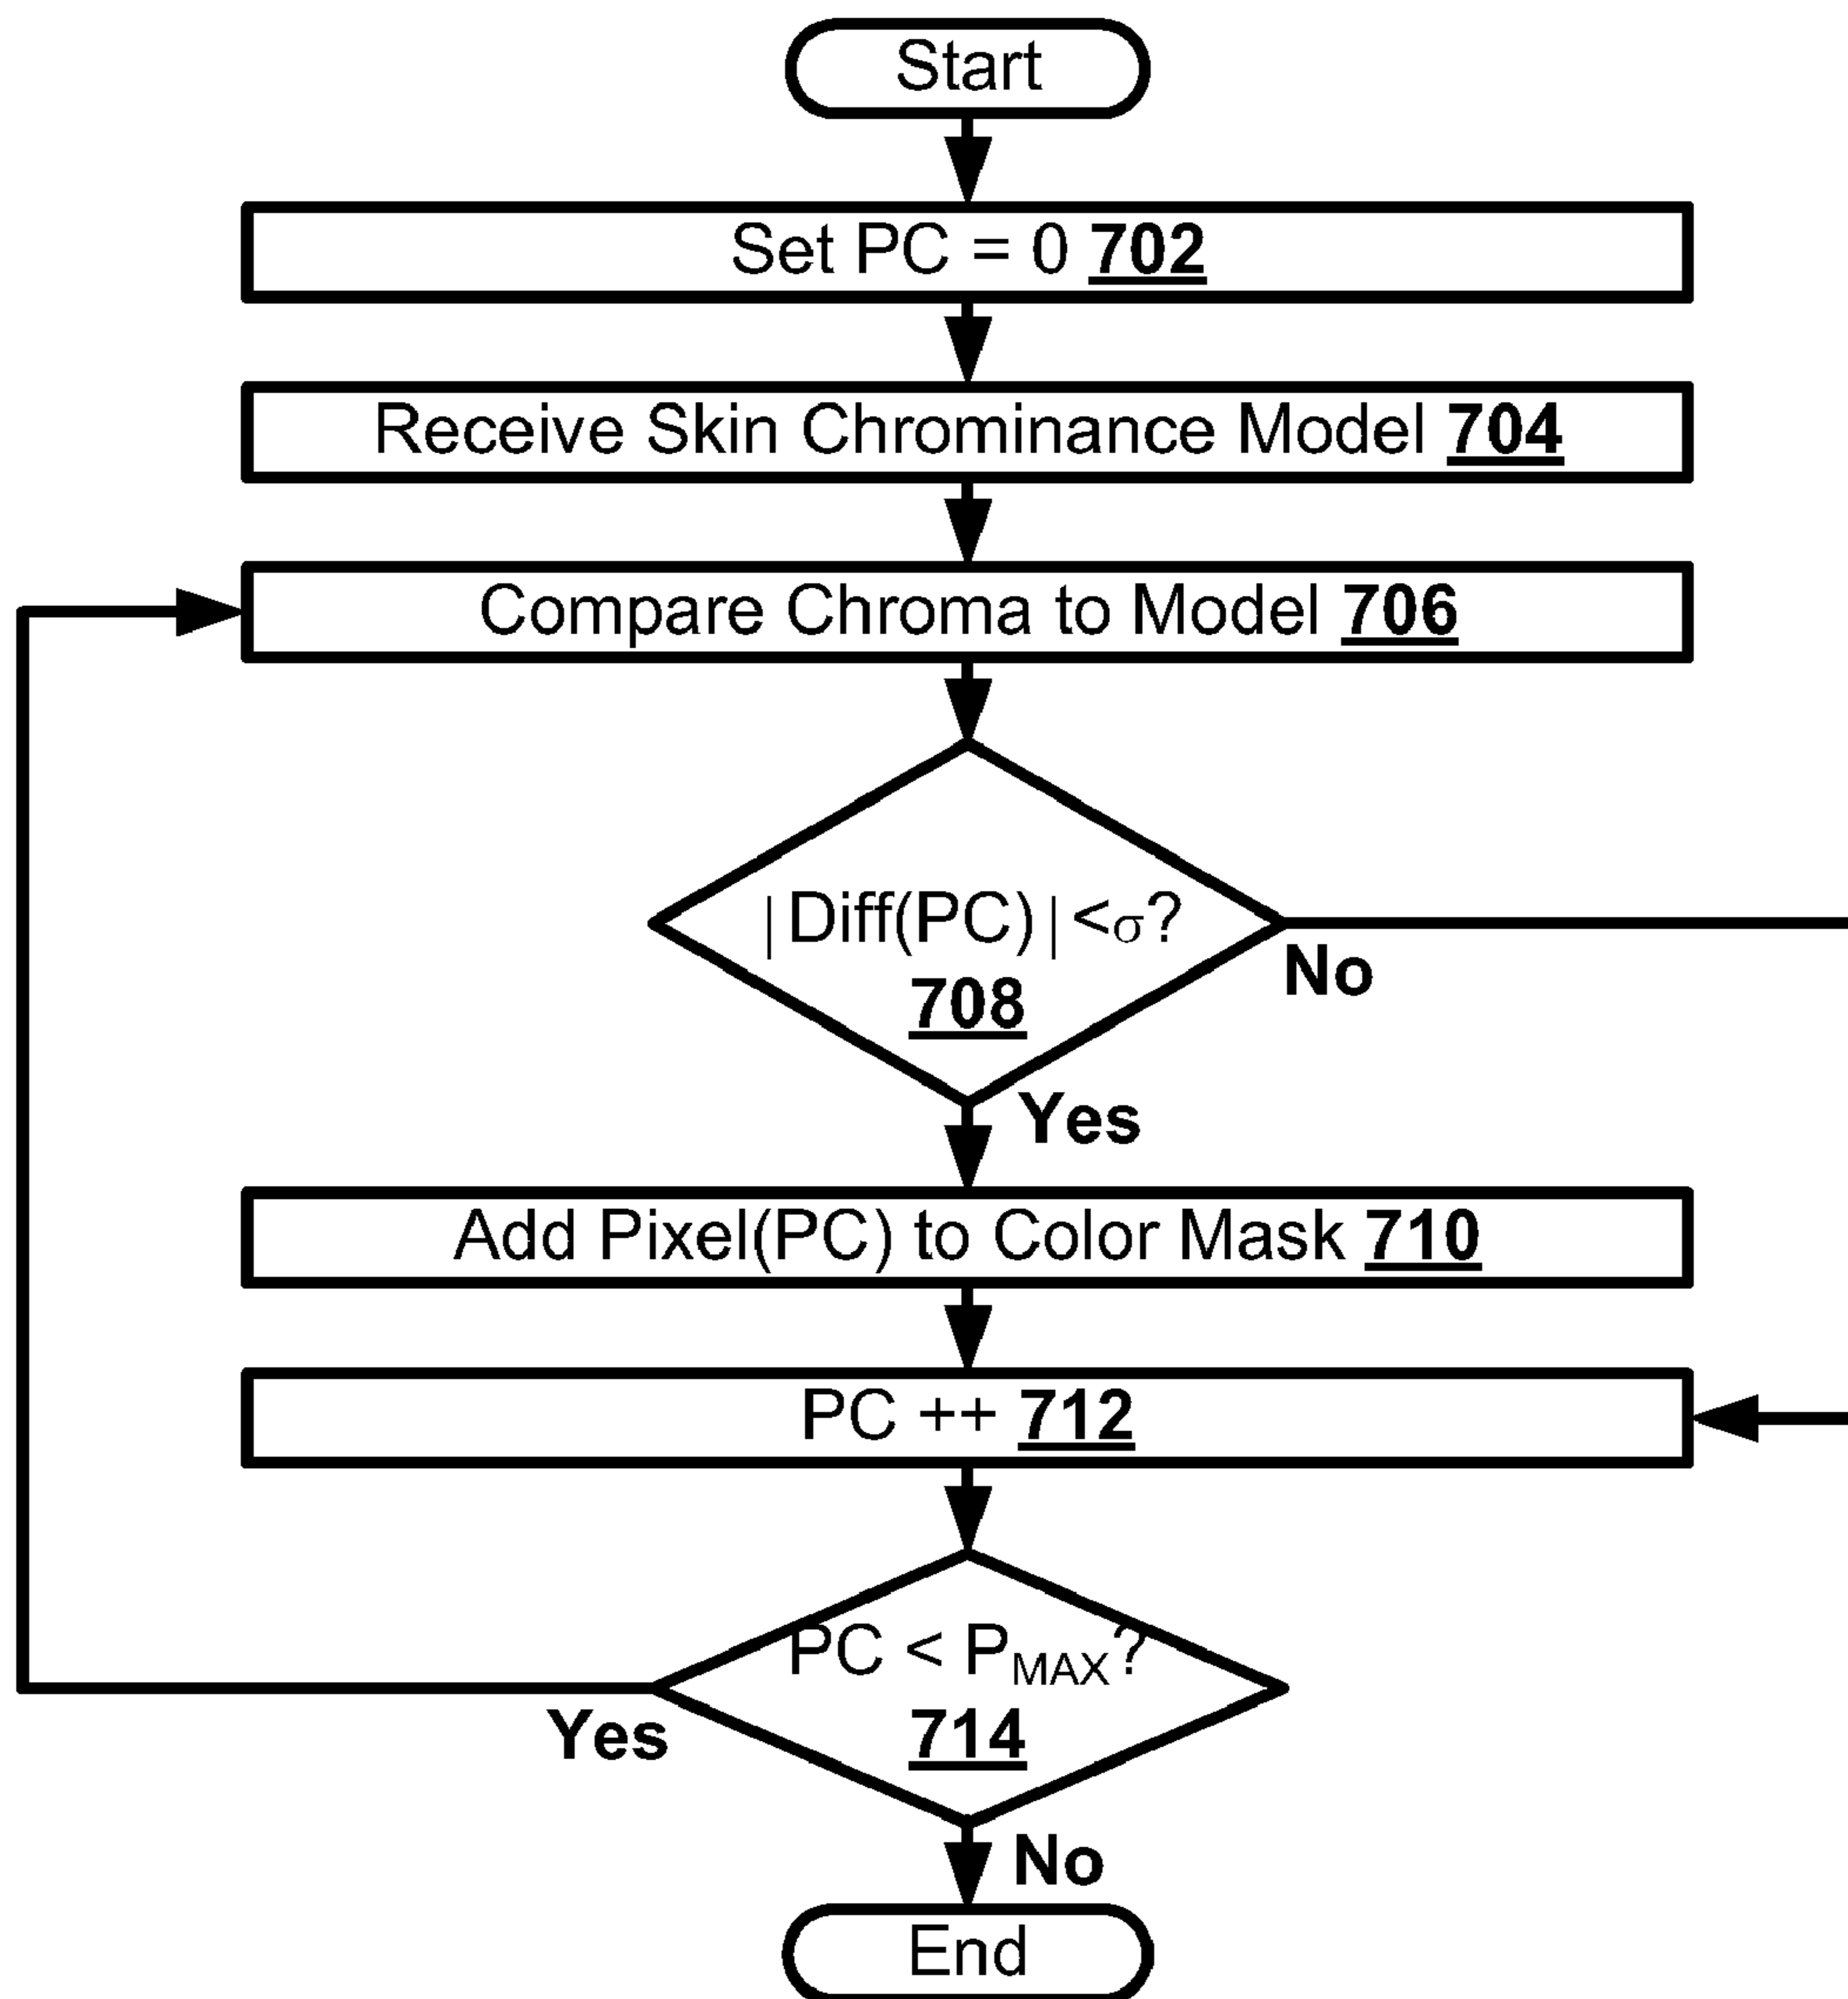 Start
Set PC = 0 702
Receive Skin Chrominance Model 704
Compare Chroma to Model 706
|Diff(PC)| <σ?
708
No
Yes
Add Pixel(PC) to Color Mask 710
PC ++ 712
PC < PMAX?
714
Yes
No
End